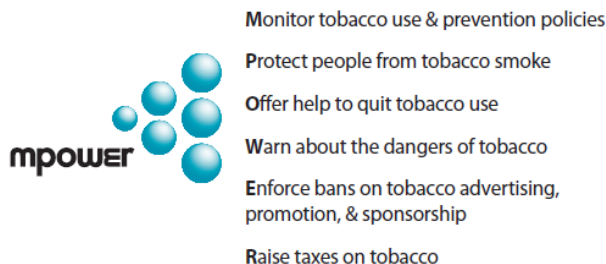 Monitor tobacco use & prevention policies
Protect people from tobacco smoke
Offer help to quit tobacco use
mpower
Warn about the dangers of tobacco
Enforce bans on tobacco advertising,
promotion, & sponsorship
Raise taxes on tobacco